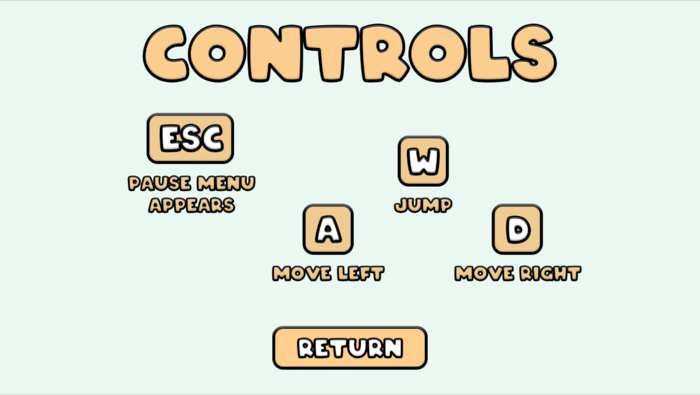 CONTROLS
ESC
PAUSE MENU
APPEARS
W
JUMP
A
MOVE LEFT
D
MOVE RIGHT
RETURN